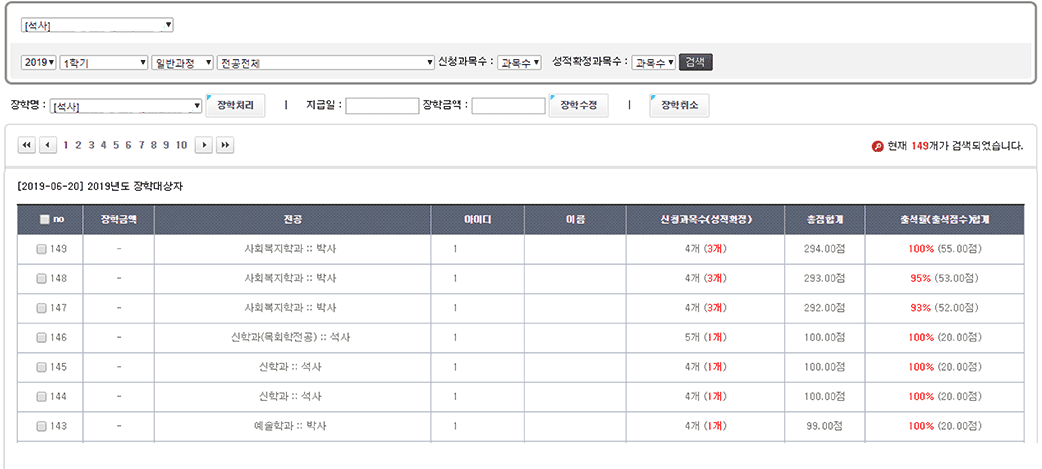 [석사]
2019 1학기 일반과정 전공전체 신청과목수 : 과목수 성적확정과목수 : 과목수 검색
장학명 : [석사] 장학처리 | 지급일 : 장학금액 : 장학수정 | 장학취소
1 2 3 4 5 6 7 8 9 10 현재 149개가 검색되었습니다.
[2019-06-20] 2019년도 장학대상자
no 장학금액 전공 아이디 이름 신청과목수(성적확정) 총점합계 출석률(출석점수)합계
149 - 사회복지학과 :: 박사 1 4개 (3개) 294.00점 100% (55.00점)
148 - 사회복지학과 :: 박사 1 4개 (3개) 293.00점 95% (53.00점)
147 - 사회복지학과 :: 박사 1 4개 (3개) 292.00점 93% (52.00점)
146 - 신학과(목회학전공) :: 석사 1 5개 (1개) 100.00점 100% (20.00점)
145 - 신학과 :: 석사 1 4개 (1개) 100.00점 100% (20.00점)
144 - 신학과 :: 석사 1 4개 (1개) 100.00점 100% (20.00점)
143 - 예술학과 :: 박사 1 4개 (1개) 99.00점 100% (20.00점)